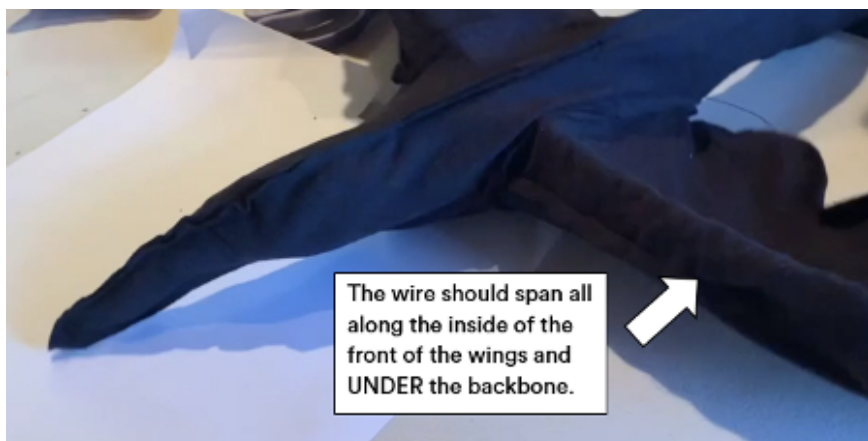 The wire should span all
along the inside of the
front of the wings and
UNDER the backbone.